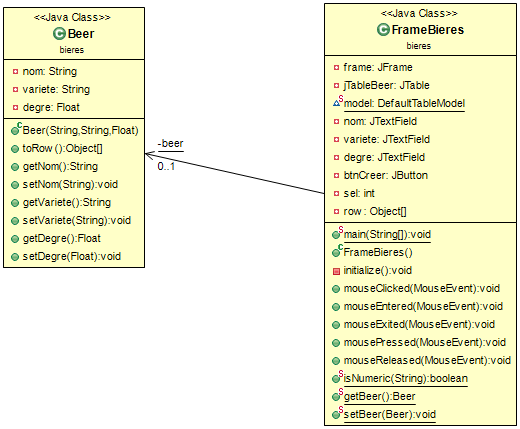 <<Java Class>>
Beer
bieres
nom: String
variete: String
degre: Float
Beer(String,String,Float)
toRow():Object[]
getNom():String
setNom(String):void
getVariete():String
setVariete(String):void
getDegre():Float
setDegre(Float):void
-beer
0..1
<<Java Class>>
FrameBieres
bieres
frame: JFrame
jTableBeer: JTable
model: DefaultTableModel
nom: JTextField
variete: JTextField
degre: JTextField
btnCreer: JButton
sel: int
row: Object[]
main(String[]):void
FrameBieres()
initialize():void
mouseClicked(MouseEvent):void
mouseEntered(MouseEvent):void
mouseExited(MouseEvent):void
mousePressed(MouseEvent):void
mouseReleased(MouseEvent):void
isNumeric(String):boolean
getBeer():Beer
setBeer(Beer):void